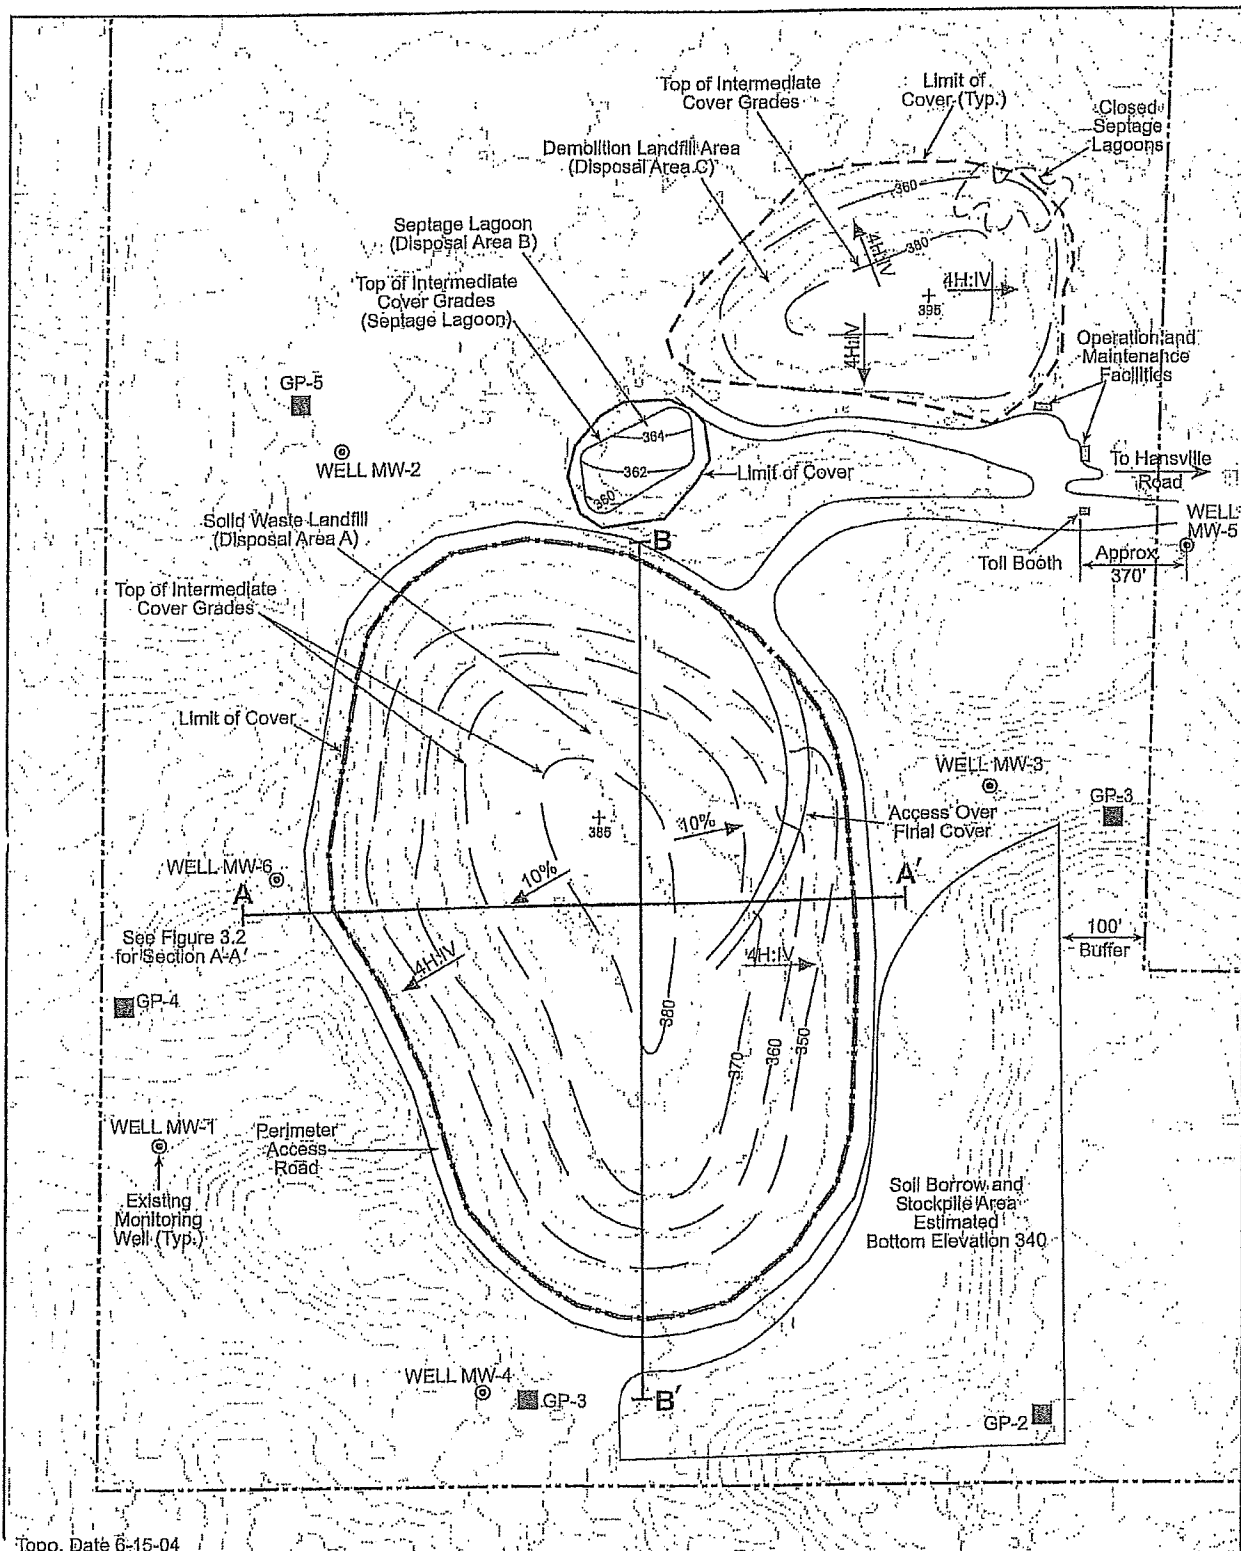 Top of Intermediate
Cover Grades
Limit of
Cover (Typ.)
Closed
Septage
Lagoons
Demolition Landfill Area
(Disposal Area C)
360
Septage Lagoon
(Disposal Area B)
380
4H:IV
4H:IV
395
Top of Intermediate
Cover Grades
(Septage Lagoon)
4H:IV
Operation and
Maintenance
Facilities
GP-5
364
WELL MW-2
362
Limit of Cover
To Hansville
Road
360
Solid Waste Landfill
(Disposal Area A)
WELL
MW-5
B
Toll Booth
Approx.
370'
Top of Intermediate
Cover Grades
Limit of Cover
WELL MW-3
GP-3
385
10%
Access Over
Final Cover
WELL MW-6
10%
A
A'
See Figure 3.2
for Section A-A'
100'
Buffer
4H:IV
4H:IV
GP-4
380
370
360
350
WELL MW-1
Perimeter
Access
Road
Existing
Monitoring
Well (Typ.)
Soil Borrow and
Stockpile Area
Estimated
Bottom Elevation 340
WELL MW-4
GP-3
B'
GP-2
Topo. Date 6-15-04